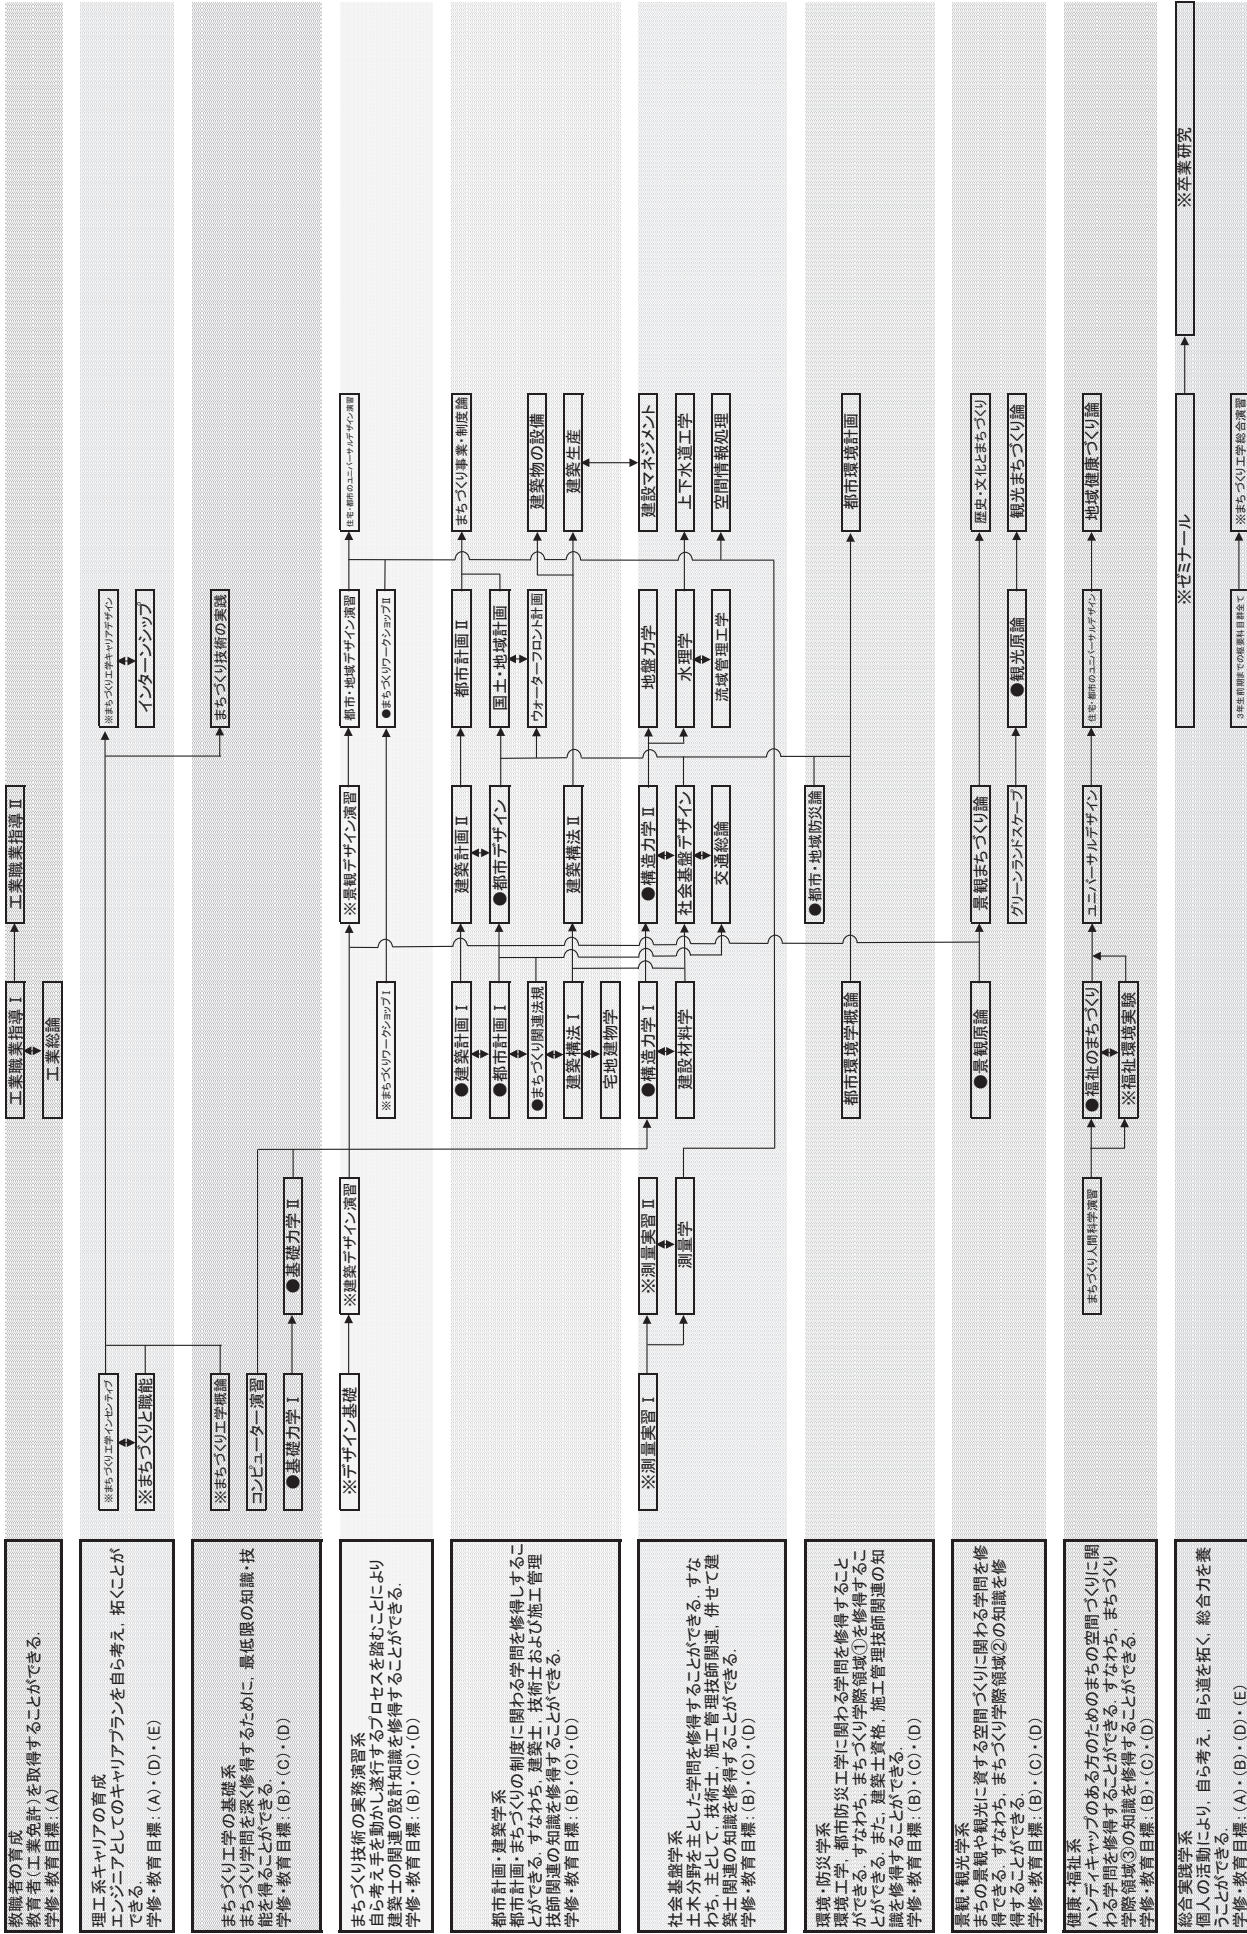 教職者の育成
教育者（工業免許）を取得することができる．
学修・教育目標：（A）
工業職業指導Ⅰ
工業総論
工業職業指導Ⅱ
理工系キャリアの育成
エンジニアとしてのキャリアプランを自ら考え，拓くことが
できる．
学修・教育目標：（A）・（D）・（E）
※まちづくり工学インセンティブ
※まちづくりと職能
※まちづくり工学キャリアデザイン
インターンシップ
まちづくり工学の基礎系
まちづくり学問を深く修得するために，最低限の知識・技
能を得ることができる．
学修・教育目標：（B）・（C）・（D）
※まちづくり工学概論
コンピューター演習
●基礎力学Ⅰ
●基礎力学Ⅱ
まちづくり技術の実践
まちづくり技術の実務演習系
自ら考え手を動かし遂行するプロセスを踏むことにより
建築士の関連の設計知識を修得することができる．
学修・教育目標：（B）・（C）・（D）
※デザイン基礎
※建築デザイン演習
※まちづくりワークショップⅠ
※景観デザイン演習
都市・地域デザイン演習
●まちづくりワークショップⅡ
住宅・都市のユニバーサルデザイン演習
都市計画・建築学系
都市計画・まちづくりの制度に関わる学問を修得しするこ
とができる．すなわち，建築士，技術士および施工管理
技師関連の知識を修得することができる．
学修・教育目標：（B）・（C）・（D）
●建築計画Ⅰ
●都市計画Ⅰ
●まちづくり関連法規
建築構法Ⅰ
宅地建物学
建築計画Ⅱ
●都市デザイン
建築構法Ⅱ
都市計画Ⅱ
国土・地域計画
ウォーターフロント計画
まちづくり事業・制度論
建築物の設備
建築生産
社会基盤学系
土木分野を主とした学問を修得することができる．すな
わち，主として，技術士，施工管理技師関連，併せて建
築士関連の知識を修得することができる．
学修・教育目標：（B）・（C）・（D）
※測量実習Ⅰ
※測量実習Ⅱ
測量学
●構造力学Ⅰ
建設材料学
●構造力学Ⅱ
社会基盤デザイン
交通総論
地盤力学
水理学
流域管理工学
建設マネジメント
上下水道工学
空間情報処理
環境・防災学系
環境工学，都市防災工学に関わる学問を修得すること
ができる．すなわち，まちづくり学際領域①を修得するこ
とができる．また，建築士資格，施工管理技師関連の知
識を修得することができる．
学修・教育目標：（B）・（C）・（D）
都市環境学概論
●都市・地域防災論
都市環境計画
景観・観光学系
まちの景観や観光に資する空間づくりに関わる学問を修
得できる．すなわち，まちづくり学際領域②の知識を修
得することができる．
学修・教育目標：（B）・（C）・（D）
●景観原論
景観まちづくり論
グリーンランドスケープ
●観光原論
歴史・文化とまちづくり
観光まちづくり論
健康・福祉系
ハンディキャップのある方のためのまちの空間づくりに関
わる学問を修得することができる．すなわち，まちづくり
学際領域③の知識を修得することができる．
学修・教育目標：（B）・（C）・（D）
まちづくり人間科学演習
●福祉のまちづくり
※福祉環境実験
ユニバーサルデザイン
住宅・都市のユニバーサルデザイン
地域健康づくり論
総合実践学系
個人の活動により，自ら考え，自ら道を拓く，総合力を養
うことができる．
学修・教育目標：（A）・（B）・（D）・（E）
※ゼミナール
※卒業研究
3年生前期までの枢要科目群全て
※まちづくり工学総合演習